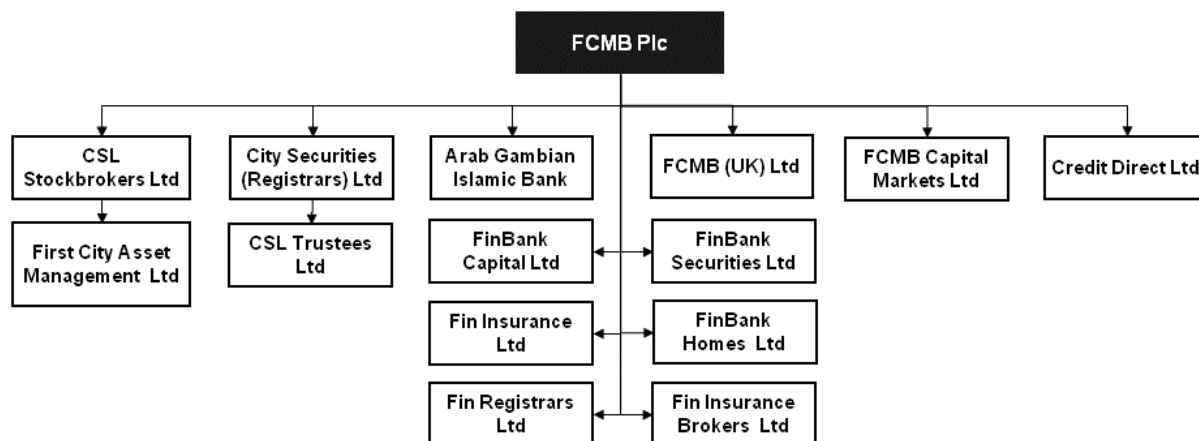 FCMB Plc
CSL
Stockbrokers Ltd
City Securities
(Registrars) Ltd
Arab Gambian
Islamic Bank
FCMB (UK) Ltd
FCMB Capital
Markets Ltd
Credit Direct Ltd
First City Asset
Management Ltd
CSL Trustees
Ltd
FinBank
Capital Ltd
FinBank
Securities Ltd
Fin Insurance
Ltd
FinBank
Homes Ltd
Fin Registrars
Ltd
Fin Insurance
Brokers Ltd